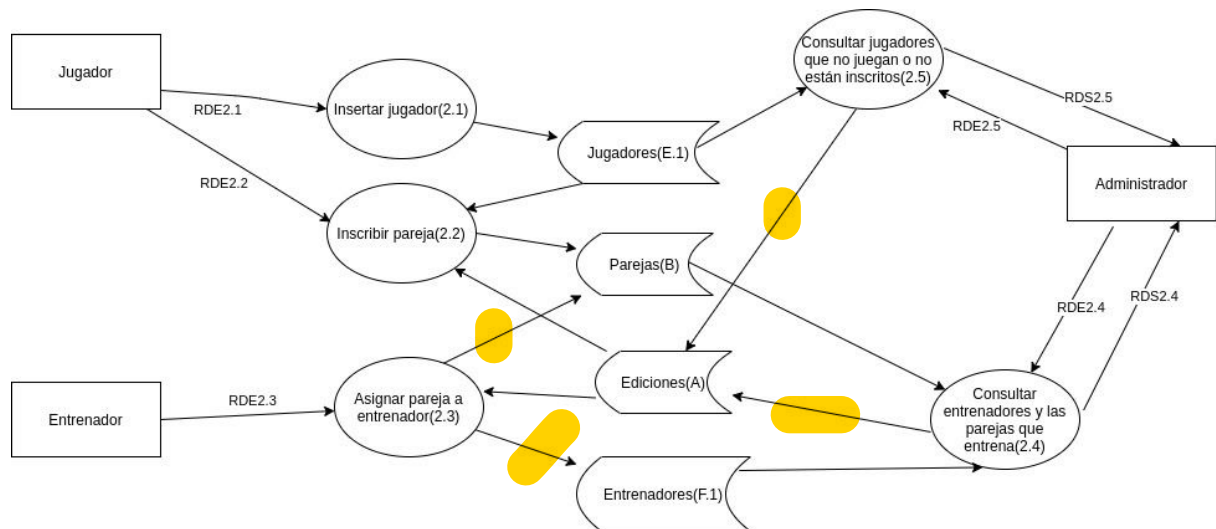 Consultar jugadores
que no juegan o no
están inscritos(2.5)
Jugador
Insertar jugador(2.1)
RDE2.1
RDS2.5
RDE2.5
Jugadores(E.1)
RDE2.2
Administrador
Inscribir pareja(2.2)
Parejas(B)
RDE2.4
RDS2.4
Ediciones(A)
Asignar pareja a
entrenador(2.3)
RDE2.3
Entrenador
Consultar
entrenadores y las
parejas que
entrena(2.4)
Entrenadores(F.1)